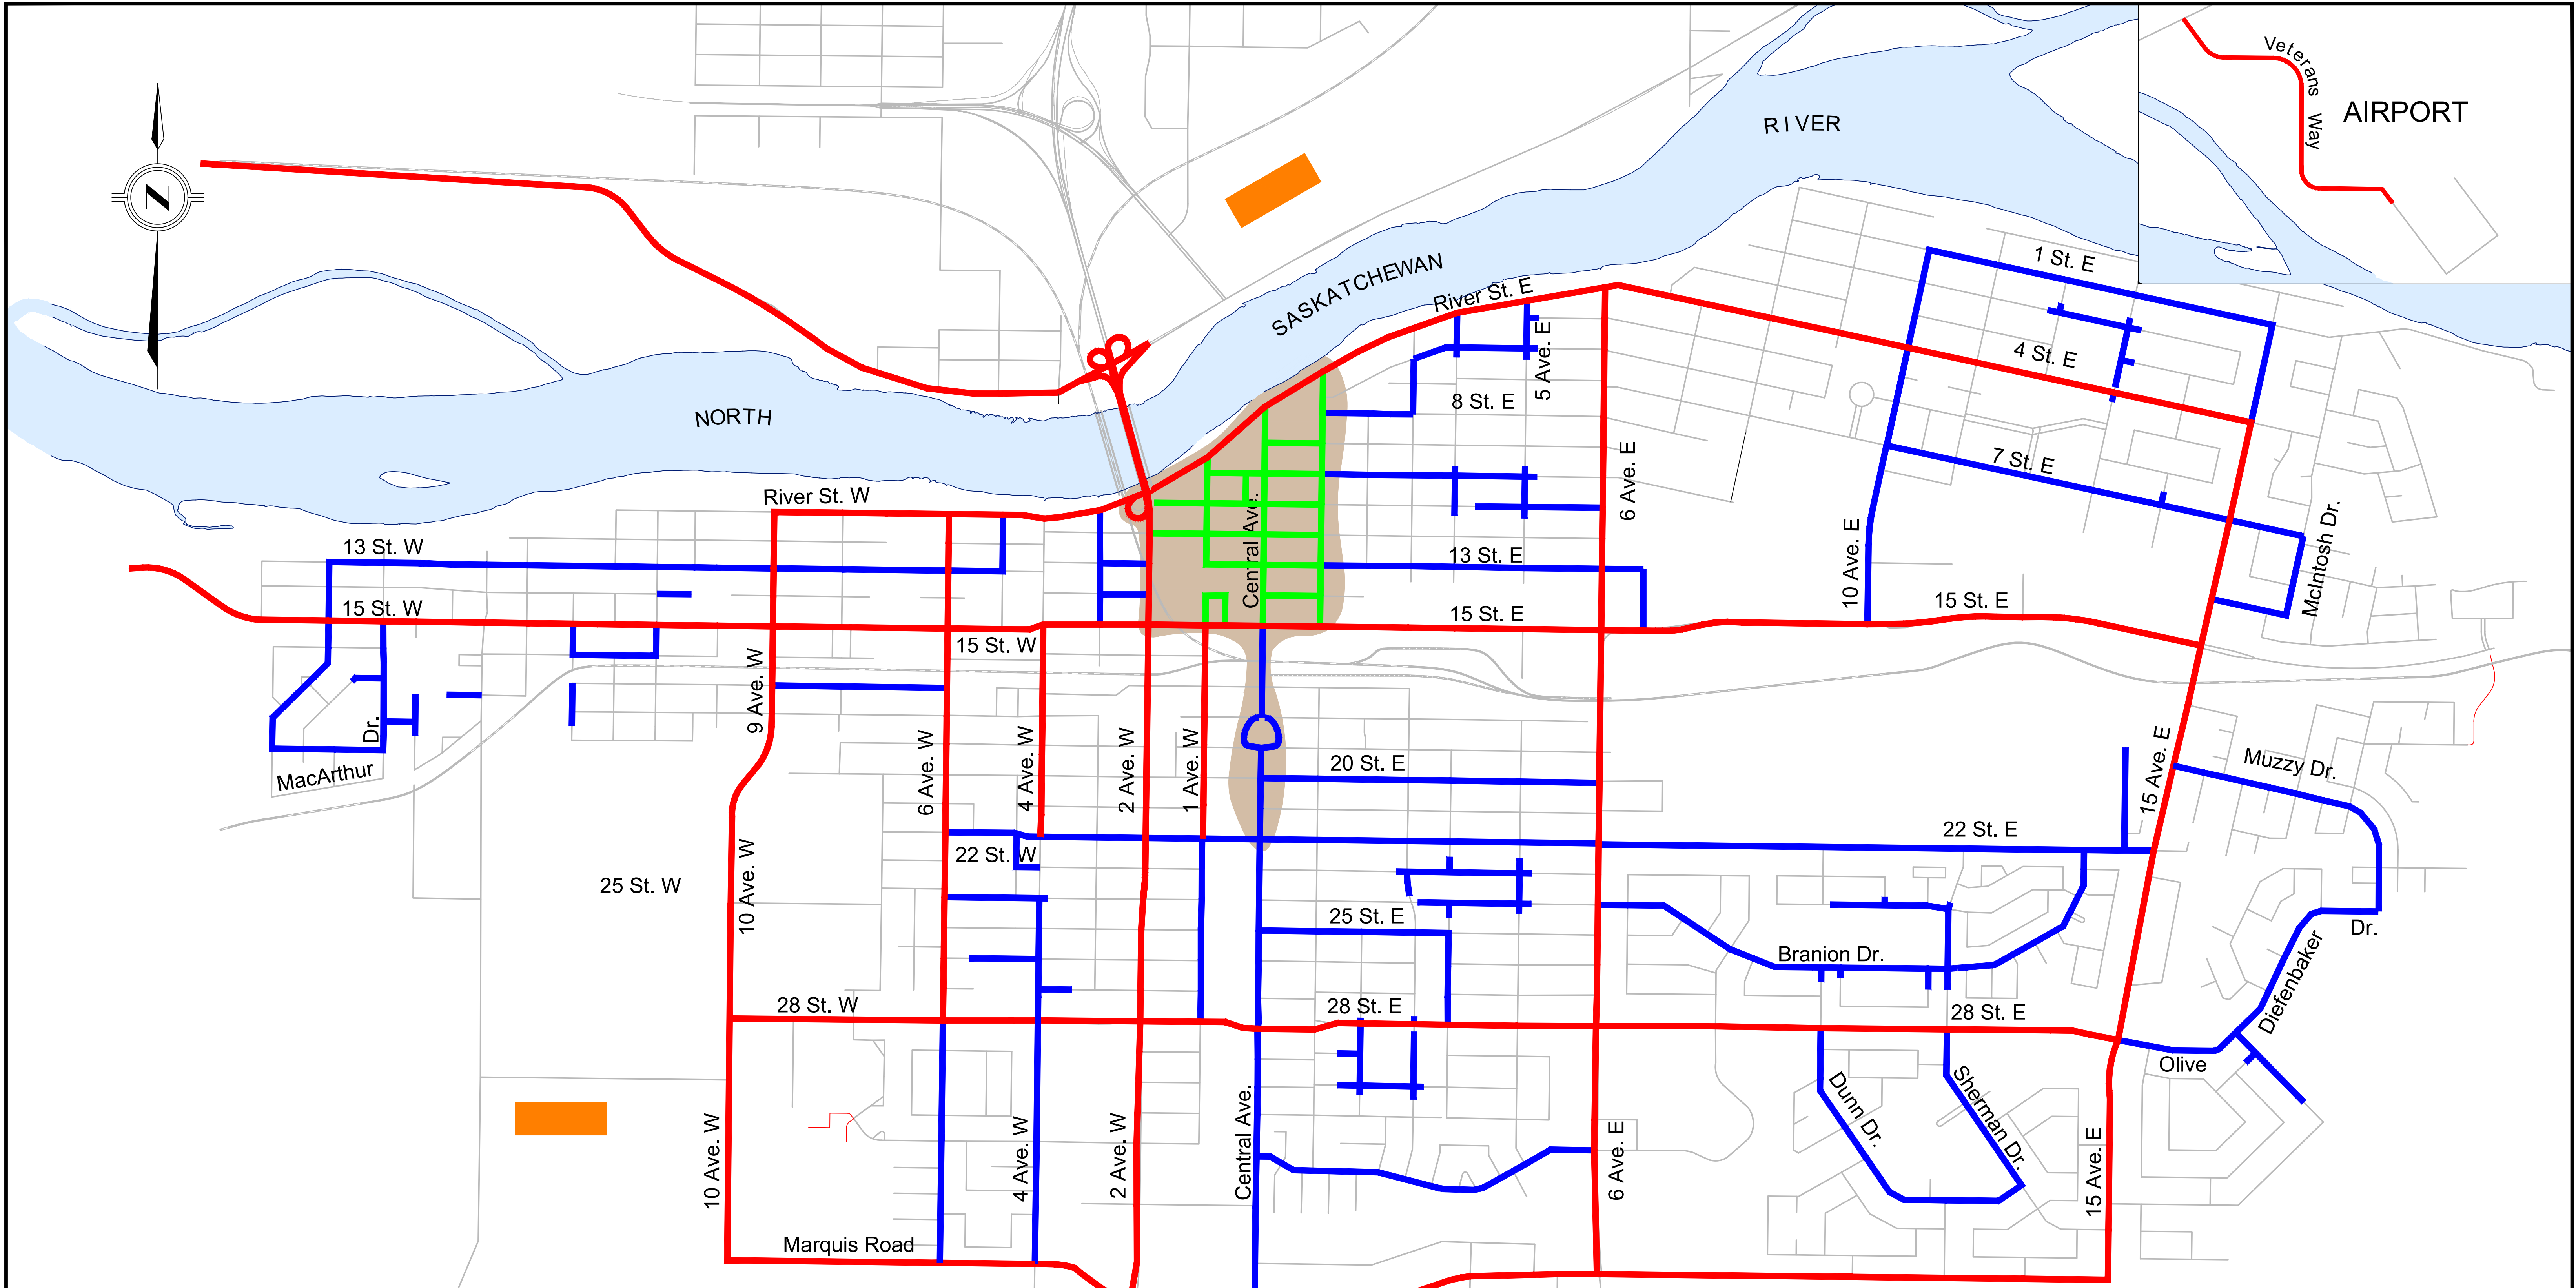 Veterans Way
AIRPORT
RIVER
SASKATCHEWAN
NORTH
N
1 St. E
River St. E
4 St. E
5 Ave. E
8 St. E
7 St. E
6 Ave. E
River St. W
Central Ave.
13 St. W
13 St. E
10 Ave. E
McIntosh Dr.
15 St. W
15 St. E
15 St. E
15 St. W
9 Ave. W
Dr.
MacArthur
6 Ave. W
4 Ave. W
2 Ave. W
1 Ave. W
20 St. E
15 Ave. E
Muzzy Dr.
22 St. E
22 St. W
25 St. W
10 Ave. W
25 St. E
Dr.
Branion Dr.
Diefenbaker
28 St. W
28 St. E
28 St. E
Olive
Dunn Dr.
Sherman Dr.
10 Ave. W
4 Ave. W
2 Ave. W
Central Ave.
6 Ave. E
15 Ave. E
Marquis Road